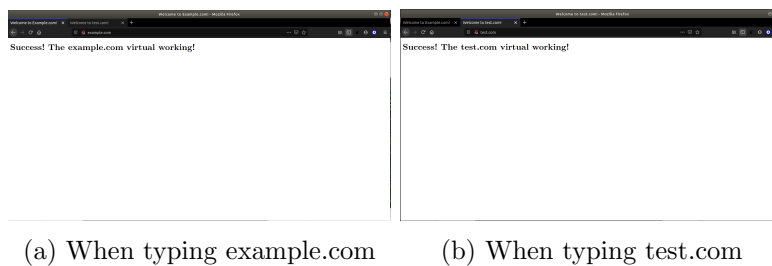 Welcome to Example.com! - Mozilla Firefox
Welcome to Example.com!
Welcome to test.com!
example.com
Success! The example.com virtual working!
(a) When typing example.com
Welcome to test.com! - Mozilla Firefox
Welcome to Example.com!
Welcome to test.com!
test.com
Success! The test.com virtual working!
(b) When typing test.com